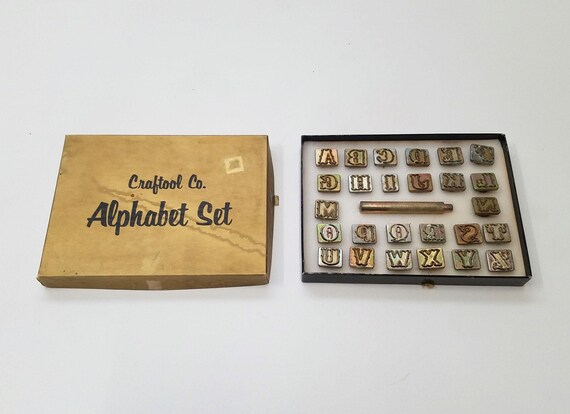 Craftool Co.
Alphabet Set
A B C D E F
G H I J K L
M N
O P Q R S T
U V W X Y Z